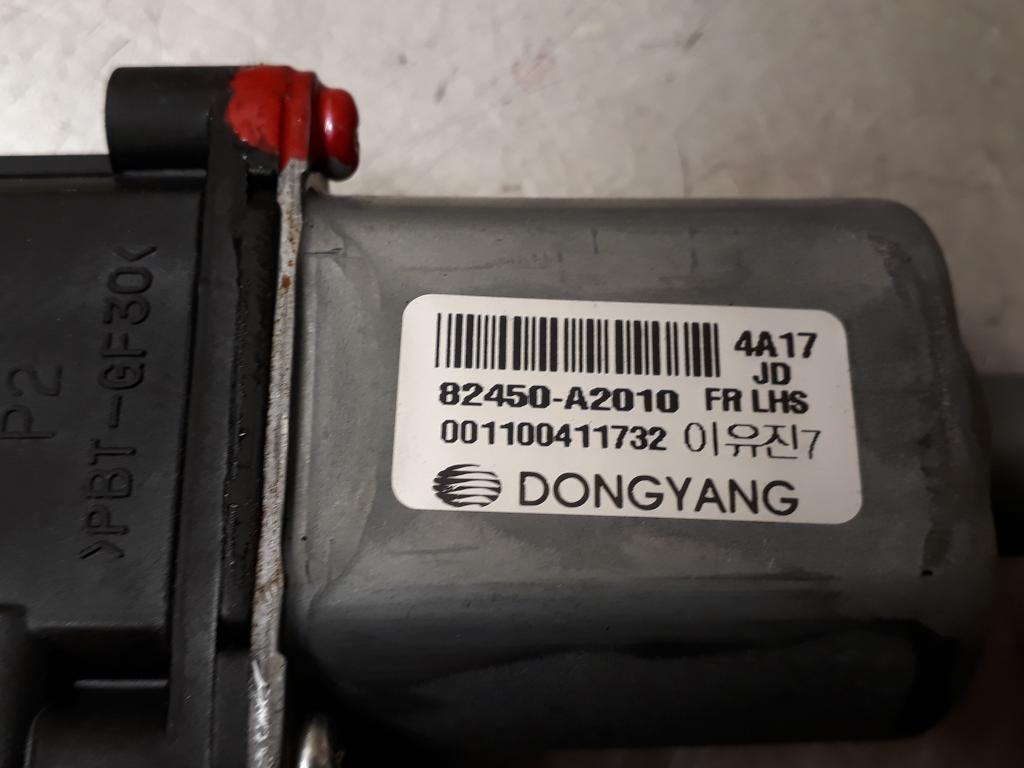 4A17
JD
82450-A2010 FR LHS
001100411732 이유진7
DONGYANG
>PBT-GF30<
P2